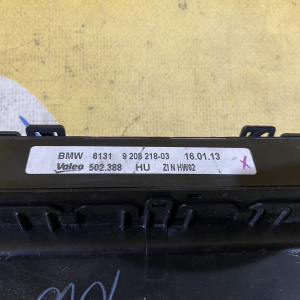 BMW 6131 9 208 218-03 16.01.13 X
Valeo 502.388 HU ZI N HW02